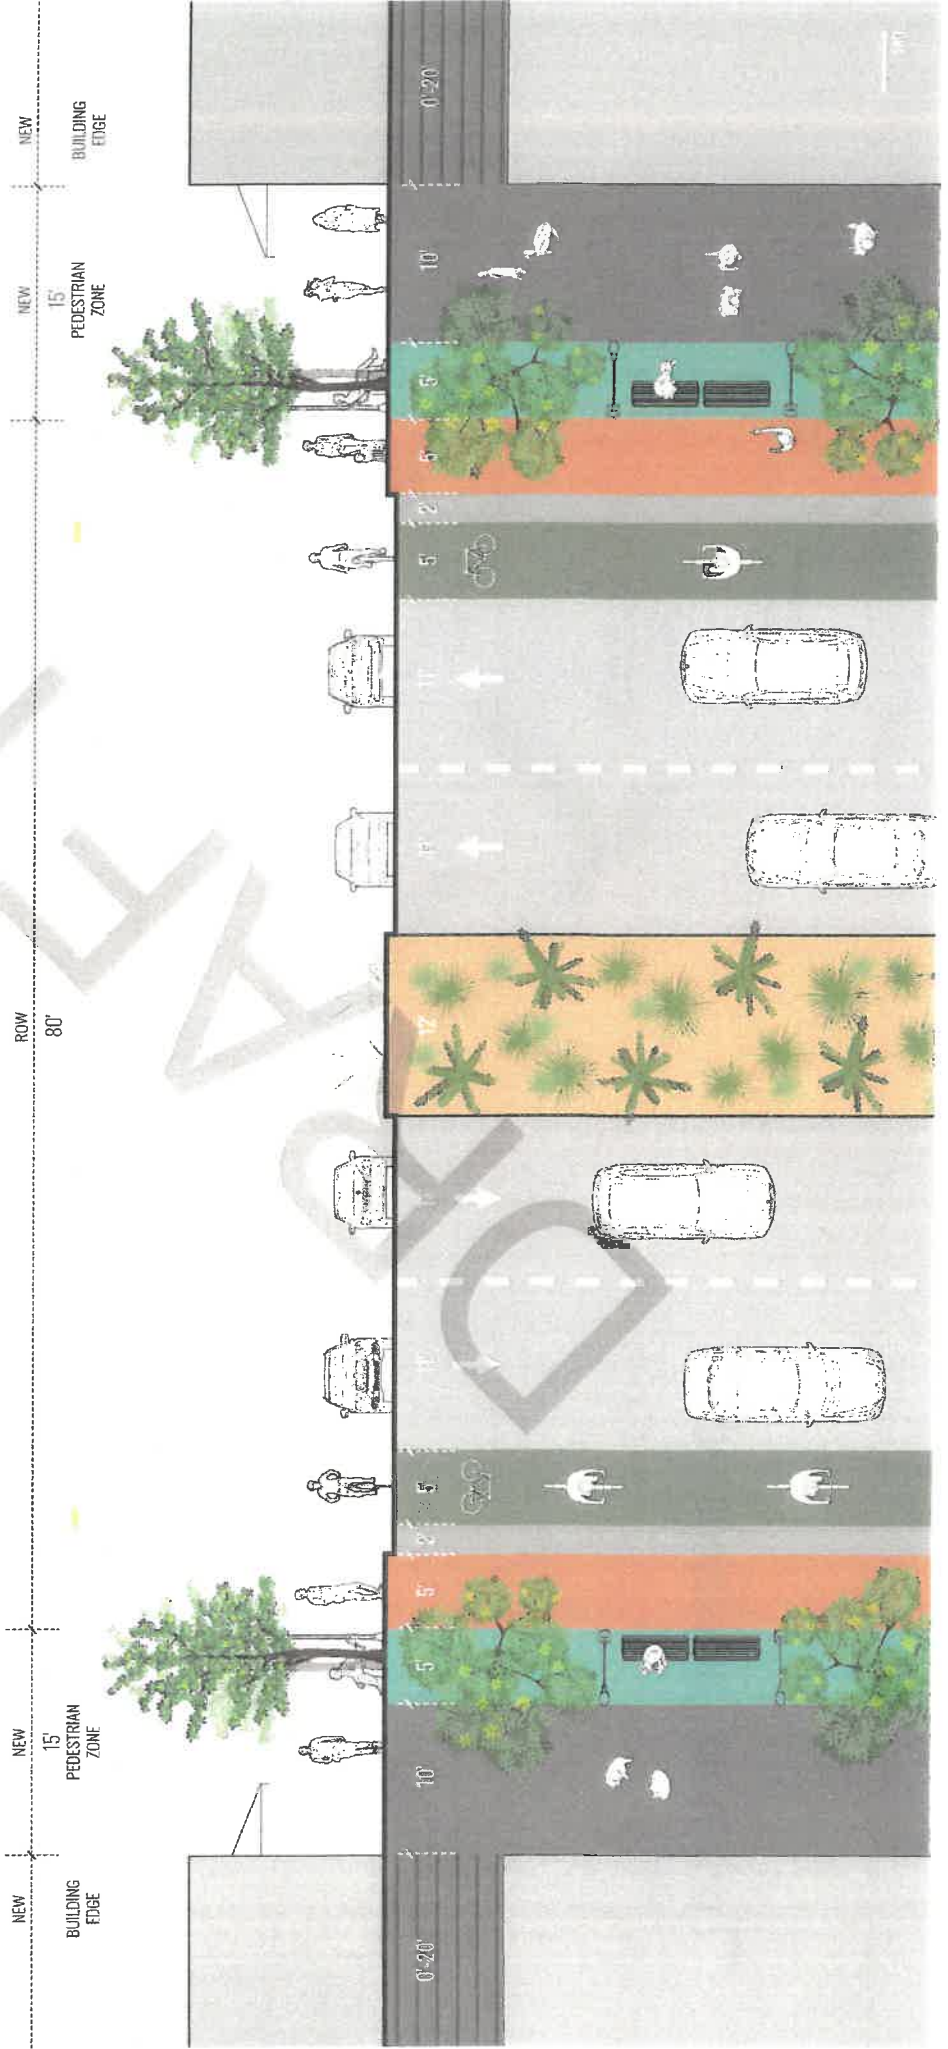 NEW
NEW
ROW
NEW
NEW
BUILDING
EDGE
15'
PEDESTRIAN
ZONE
80'
15'
PEDESTRIAN
ZONE
BUILDING
EDGE
0'-20'
10'
5'
5'
2'
5'
11'
12'
11'
5'
2'
5'
5'
10'
0'-20'
DRAFT